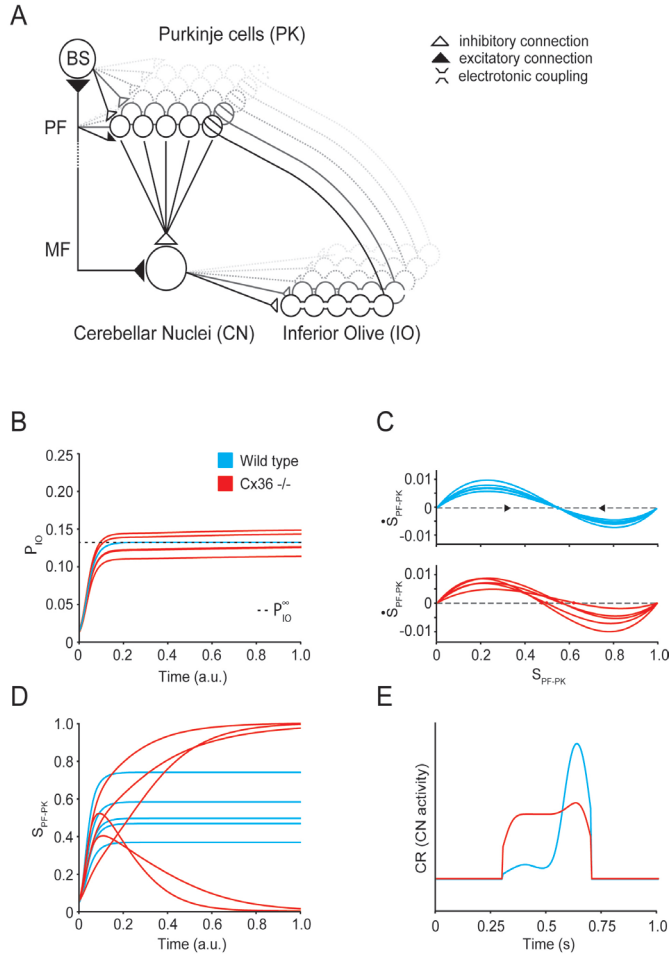 A
Purkinje cells (PK)
BS
inhibitory connection
excitatory connection
electrotonic coupling
PF
MF
Cerebellar Nuclei (CN)
Inferior Olive (IO)
B
0.25
0.20
0.15
0.10
0.05
0.00
P_IO
Wild type
Cx36 -/-
P_IO^∞
0 0.2 0.4 0.6 0.8 1.0
Time (a.u.)
C
0.01
0
-0.01
Ṡ_PF-PK
0.01
0
-0.01
Ṡ_PF-PK
0 0.2 0.4 0.6 0.8 1.0
S_PF-PK
D
1.0
0.8
0.6
0.4
0.2
0
S_PF-PK
0 0.2 0.4 0.6 0.8 1.0
Time (a.u.)
E
CR (CN activity)
0 0.25 0.5 0.75 1.0
Time (s)